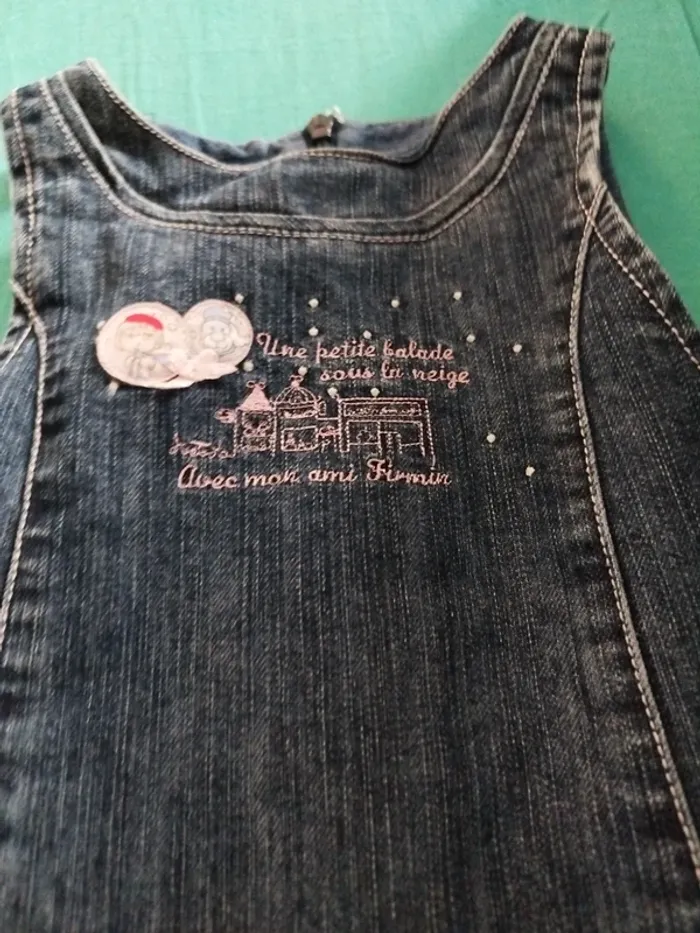 Une petite balade
sous la neige
Avec mon ami Firmin